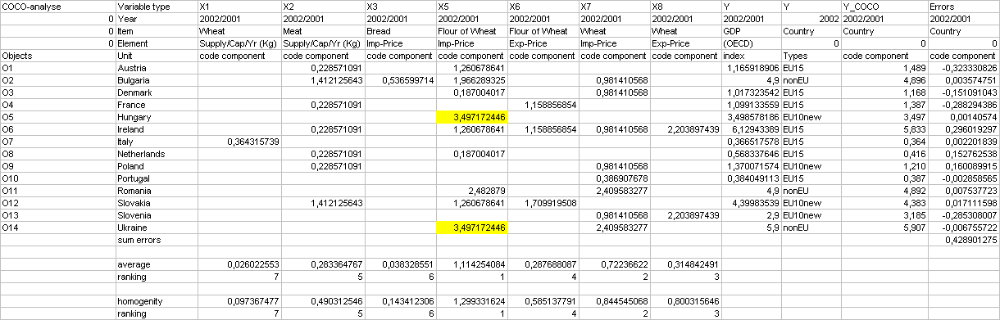 COCO-analyse Variable type X1 X2 X3 X5 X6 X7 X8 Y Y Y_COCO Errors
0 Year 2002/2001 2002/2001 2002/2001 2002/2001 2002/2001 2002/2001 2002/2001 2002/2001 2002 2002/2001 2002/2001
0 Item Wheat Meat Bread Flour of Wheat Flour of Wheat Wheat Wheat GDP Country Country Country
0 Element Supply/Cap/Yr (Kg) Supply/Cap/Yr (Kg) Imp-Price Imp-Price Exp-Price Imp-Price Exp-Price (OECD) 0 0 0
Objects Unit code component code component code component code component code component code component code component index Types code component code component
O1 Austria 0,228571091 1,260678641 1,165918906 EU15 1,489 -0,323330826
O2 Bulgaria 1,412125643 0,536599714 1,966289325 0,981410568 4,9 nonEU 4,896 0,003574751
O3 Denmark 0,187004017 0,981410568 1,017323542 EU15 1,168 -0,151091043
O4 France 0,228571091 1,158856854 1,099133559 EU15 1,387 -0,288294386
O5 Hungary 3,497172446 3,498578186 EU10new 3,497 0,00140574
O6 Ireland 0,228571091 1,260678641 1,158856854 0,981410568 2,203897439 6,12943389 EU15 5,833 0,296019297
O7 Italy 0,364315739 0,366517578 EU15 0,364 0,002201839
O8 Netherlands 0,228571091 0,187004017 0,568337646 EU15 0,416 0,152762538
O9 Poland 0,228571091 0,981410568 1,370071574 EU10new 1,210 0,160089915
O10 Portugal 0,386907678 0,384049113 EU15 0,387 -0,002858565
O11 Romania 2,482879 2,409583277 4,9 nonEU 4,892 0,007537723
O12 Slovakia 1,412125643 1,260678641 1,709919508 4,39983539 EU10new 4,383 0,017111598
O13 Slovenia 0,981410568 2,203897439 2,9 EU10new 3,185 -0,285308007
O14 Ukraine 3,497172446 2,409583277 5,9 nonEU 5,907 -0,006755722
sum errors 0,428901275
average 0,026022553 0,283364767 0,038328551 1,114254084 0,287688087 0,72236622 0,314842491
ranking 7 5 6 1 4 2 3
homogenity 0,097367477 0,490312546 0,143412306 1,299331624 0,585137791 0,844545068 0,800315646
ranking 7 5 6 1 4 2 3